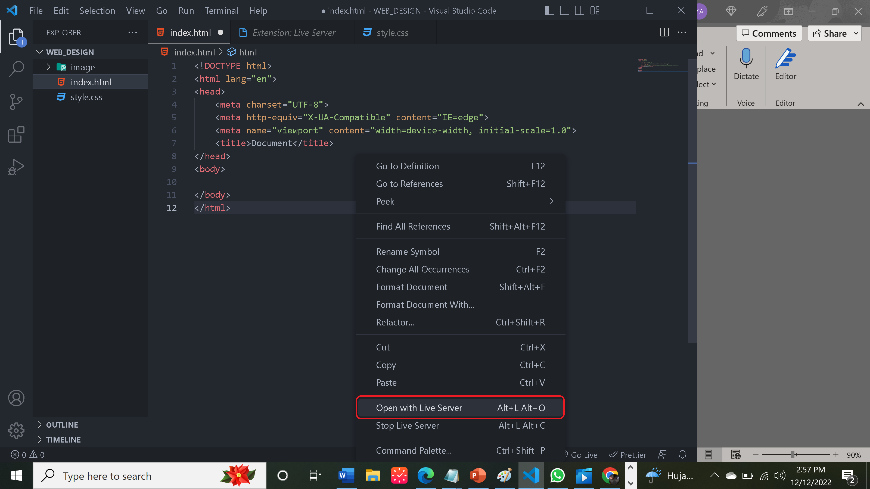 File Edit Selection View Go Run Terminal Help
● index.html - WEB_DESIGN - Visual Studio Code
EXPLORER ...
index.html ●
Extension: Live Server
style.css
index.html > html
WEB_DESIGN
image
index.html
style.css
1 <!DOCTYPE html>
2 <html lang="en">
3 <head>
4 <meta charset="UTF-8">
5 <meta http-equiv="X-UA-Compatible" content="IE=edge">
6 <meta name="viewport" content="width=device-width, initial-scale=1.0">
7 <title>Document</title>
8 </head>
9 <body>
10
11 </body>
12 </html>
Go to Definition F12
Go to References Shift+F12
Peek >
Find All References Shift+Alt+F12
Rename Symbol F2
Change All Occurrences Ctrl+F2
Format Document Shift+Alt+F
Format Document With...
Refactor... Ctrl+Shift+R
Cut Ctrl+X
Copy Ctrl+C
Paste Ctrl+V
Open with Live Server Alt+L Alt+O
Stop Live Server Alt+L Alt+C
Command Palette... Ctrl+Shift+P
Comments
Share
place
Dictate
Editor
Voice
Editor
OUTLINE
TIMELINE
0 0
Go Live
Prettier
90%
Type here to search
Huja...
2:57 PM
12/12/2022
2